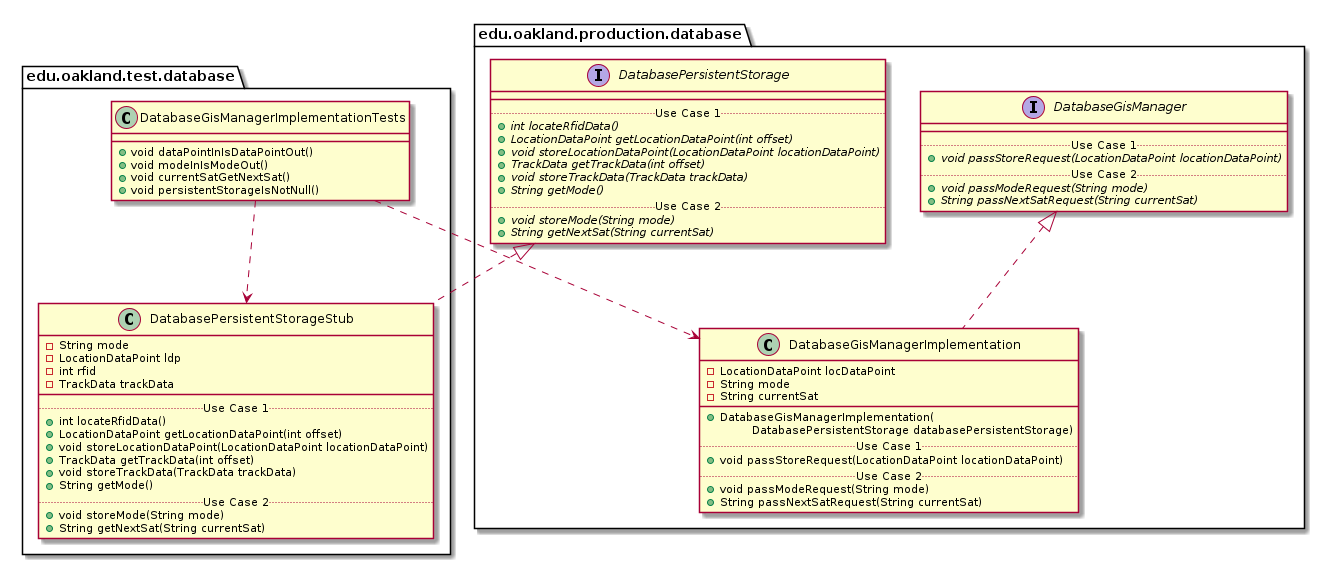 edu.oakland.test.database
C DatabaseGisManagerImplementationTests
void dataPointInIsDataPointOut()
void modeInIsModeOut()
void currentSatGetNextSat()
void persistentStorageIsNotNull()
C DatabasePersistentStorageStub
String mode
LocationDataPoint ldp
int rfid
TrackData trackData
Use Case 1
int locateRfidData()
LocationDataPoint getLocationDataPoint(int offset)
void storeLocationDataPoint(LocationDataPoint locationDataPoint)
TrackData getTrackData(int offset)
void storeTrackData(TrackData trackData)
String getMode()
Use Case 2
void storeMode(String mode)
String getNextSat(String currentSat)
edu.oakland.production.database
I DatabasePersistentStorage
Use Case 1
int locateRfidData()
LocationDataPoint getLocationDataPoint(int offset)
void storeLocationDataPoint(LocationDataPoint locationDataPoint)
TrackData getTrackData(int offset)
void storeTrackData(TrackData trackData)
String getMode()
Use Case 2
void storeMode(String mode)
String getNextSat(String currentSat)
I DatabaseGisManager
Use Case 1
void passStoreRequest(LocationDataPoint locationDataPoint)
Use Case 2
void passModeRequest(String mode)
String passNextSatRequest(String currentSat)
C DatabaseGisManagerImplementation
LocationDataPoint locDataPoint
String mode
String currentSat
DatabaseGisManagerImplementation(
DatabasePersistentStorage databasePersistentStorage)
Use Case 1
void passStoreRequest(LocationDataPoint locationDataPoint)
Use Case 2
void passModeRequest(String mode)
String passNextSatRequest(String currentSat)